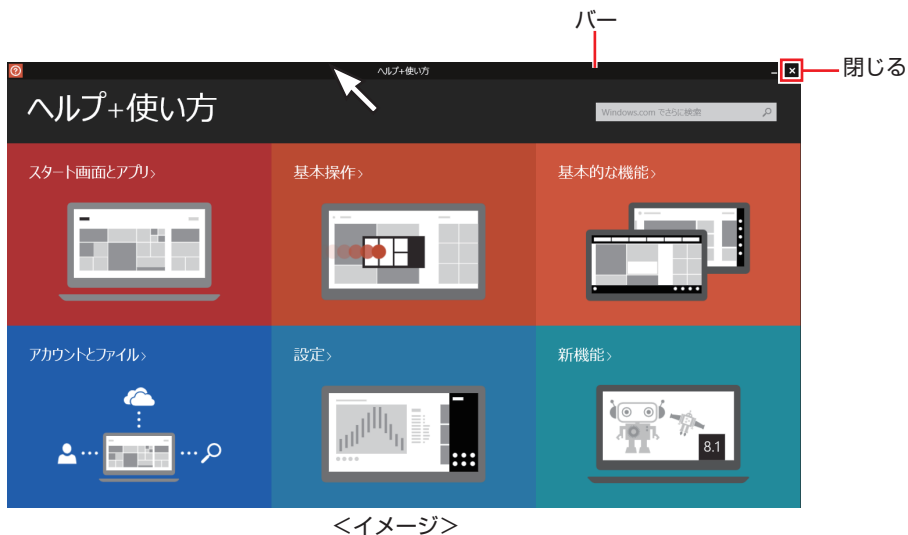 バー
ヘルプ+使い方
閉じる
ヘルプ+使い方
Windows.com でさらに検索
スタート画面とアプリ>
基本操作>
基本的な機能>
アカウントとファイル>
設定>
新機能>
8.1
<イメージ>